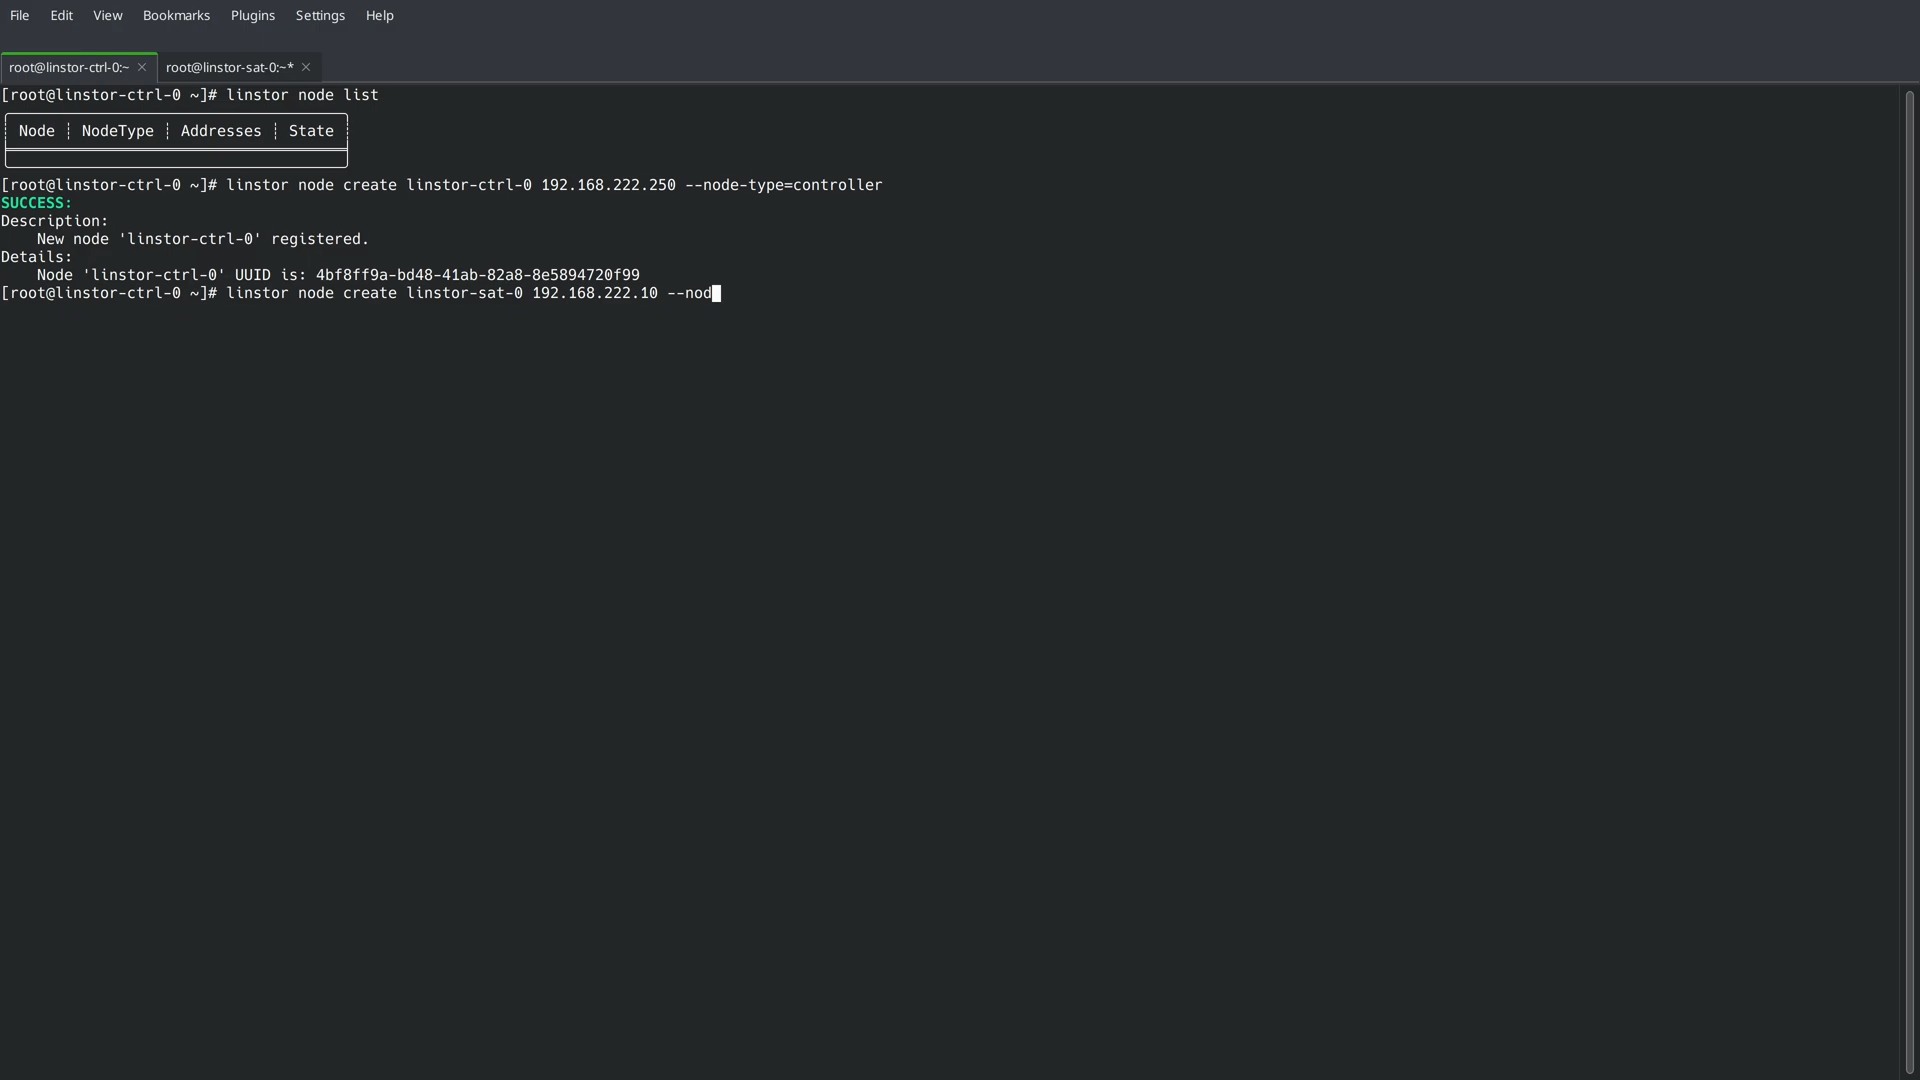 File Edit View Bookmarks Plugins Settings Help
root@linstor-ctrl-0:~ × root@linstor-sat-0:~* ×
[root@linstor-ctrl-0 ~]# linstor node list
Node ┊ NodeType ┊ Addresses ┊ State
[root@linstor-ctrl-0 ~]# linstor node create linstor-ctrl-0 192.168.222.250 --node-type=controller
SUCCESS:
Description:
    New node 'linstor-ctrl-0' registered.
Details:
    Node 'linstor-ctrl-0' UUID is: 4bf8ff9a-bd48-41ab-82a8-8e5894720f99
[root@linstor-ctrl-0 ~]# linstor node create linstor-sat-0 192.168.222.10 --nod